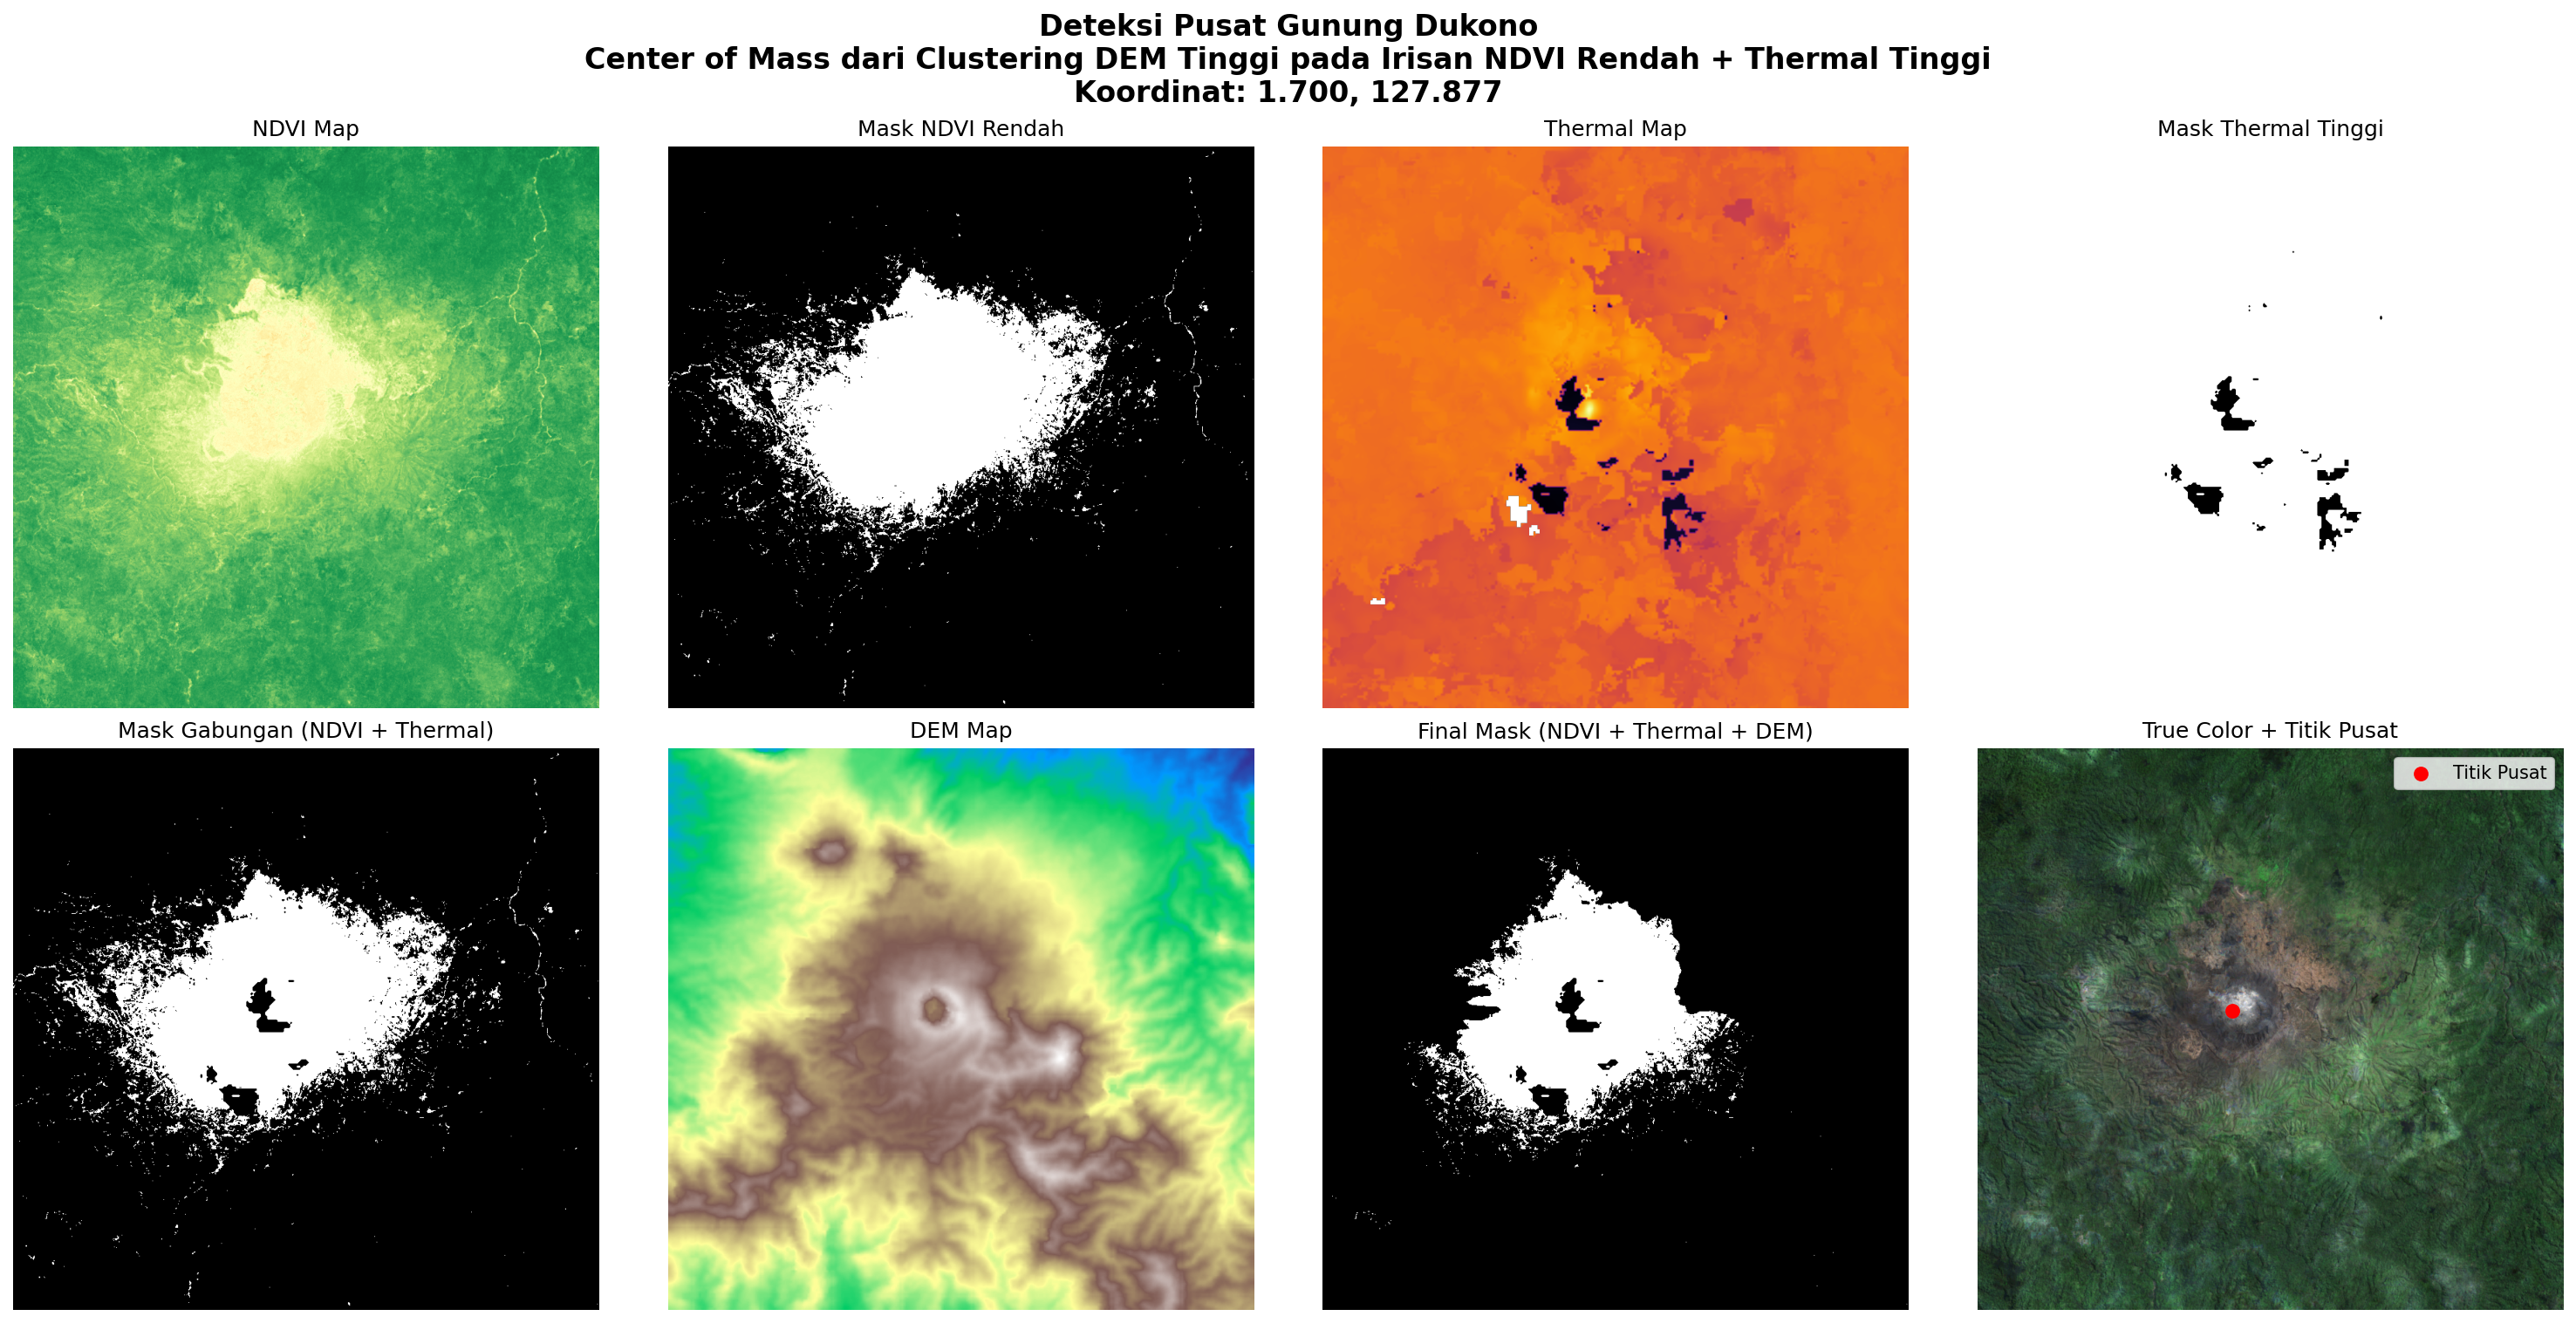 Deteksi Pusat Gunung Dukono
Center of Mass dari Clustering DEM Tinggi pada Irisan NDVI Rendah + Thermal Tinggi
Koordinat: 1.700, 127.877
NDVI Map
Mask NDVI Rendah
Thermal Map
Mask Thermal Tinggi
Mask Gabungan (NDVI + Thermal)
DEM Map
Final Mask (NDVI + Thermal + DEM)
True Color + Titik Pusat
Titik Pusat